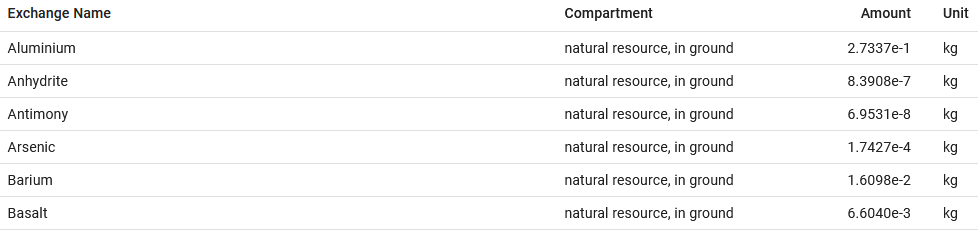 Exchange Name Compartment Amount Unit
Aluminium natural resource, in ground 2.7337e-1 kg
Anhydrite natural resource, in ground 8.3908e-7 kg
Antimony natural resource, in ground 6.9531e-8 kg
Arsenic natural resource, in ground 1.7427e-4 kg
Barium natural resource, in ground 1.6098e-2 kg
Basalt natural resource, in ground 6.6040e-3 kg